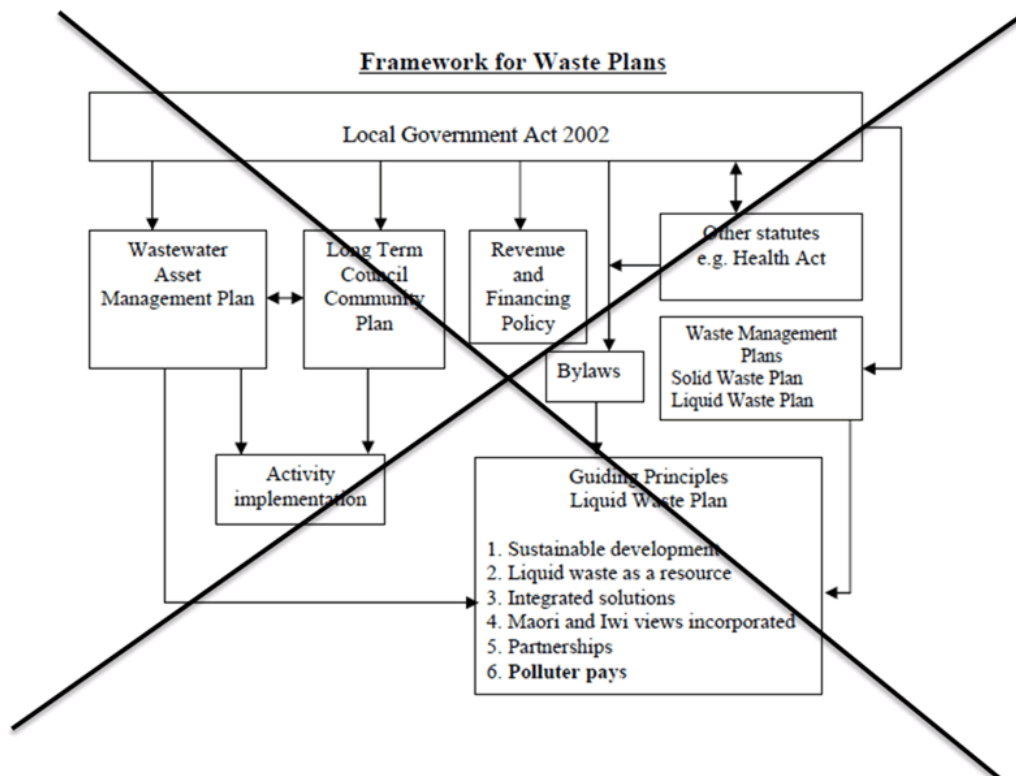 Framework for Waste Plans
Local Government Act 2002
Wastewater
Asset
Management Plan
Long Term
Council
Community
Plan
Revenue
and
Financing
Policy
Other statutes
e.g. Health Act
Bylaws
Waste Management
Plans
Solid Waste Plan
Liquid Waste Plan
Activity
implementation
Guiding Principles
Liquid Waste Plan
1. Sustainable development
2. Liquid waste as a resource
3. Integrated solutions
4. Maori and Iwi views incorporated
5. Partnerships
6. Polluter pays